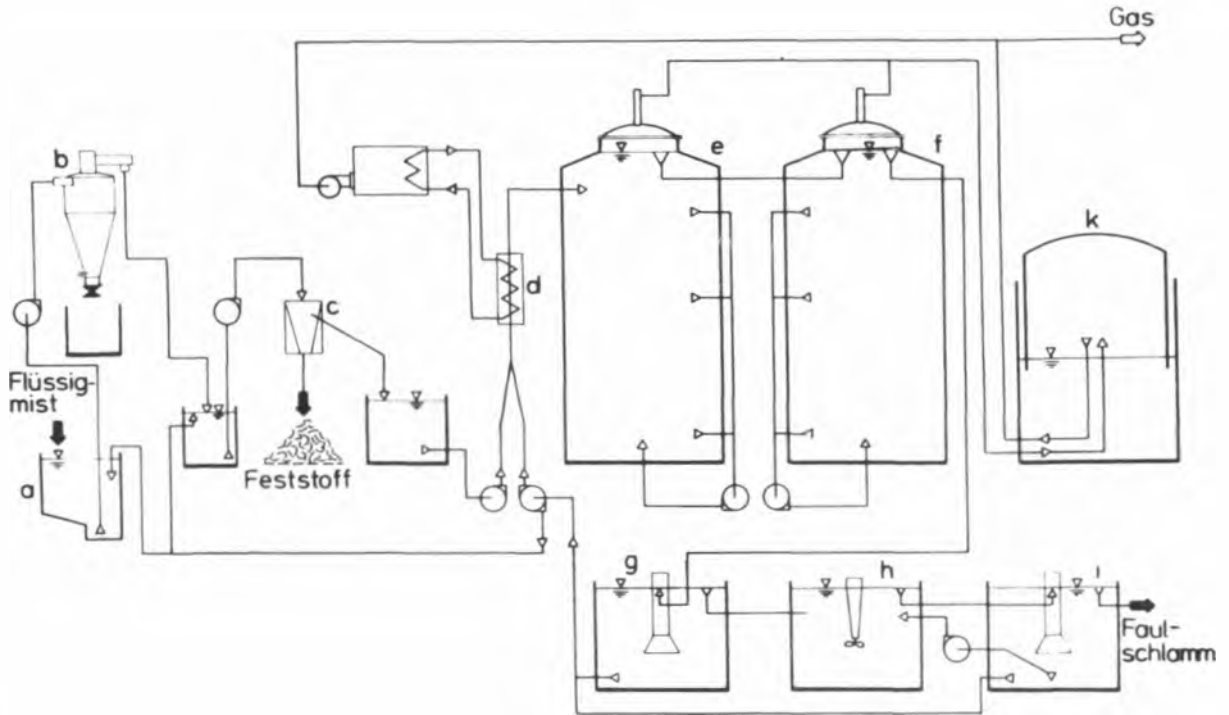 Gas
b
e
f
k
c
d
Flüssig-
mist
a
Feststoff
g
h
i
Faul-
schlamm